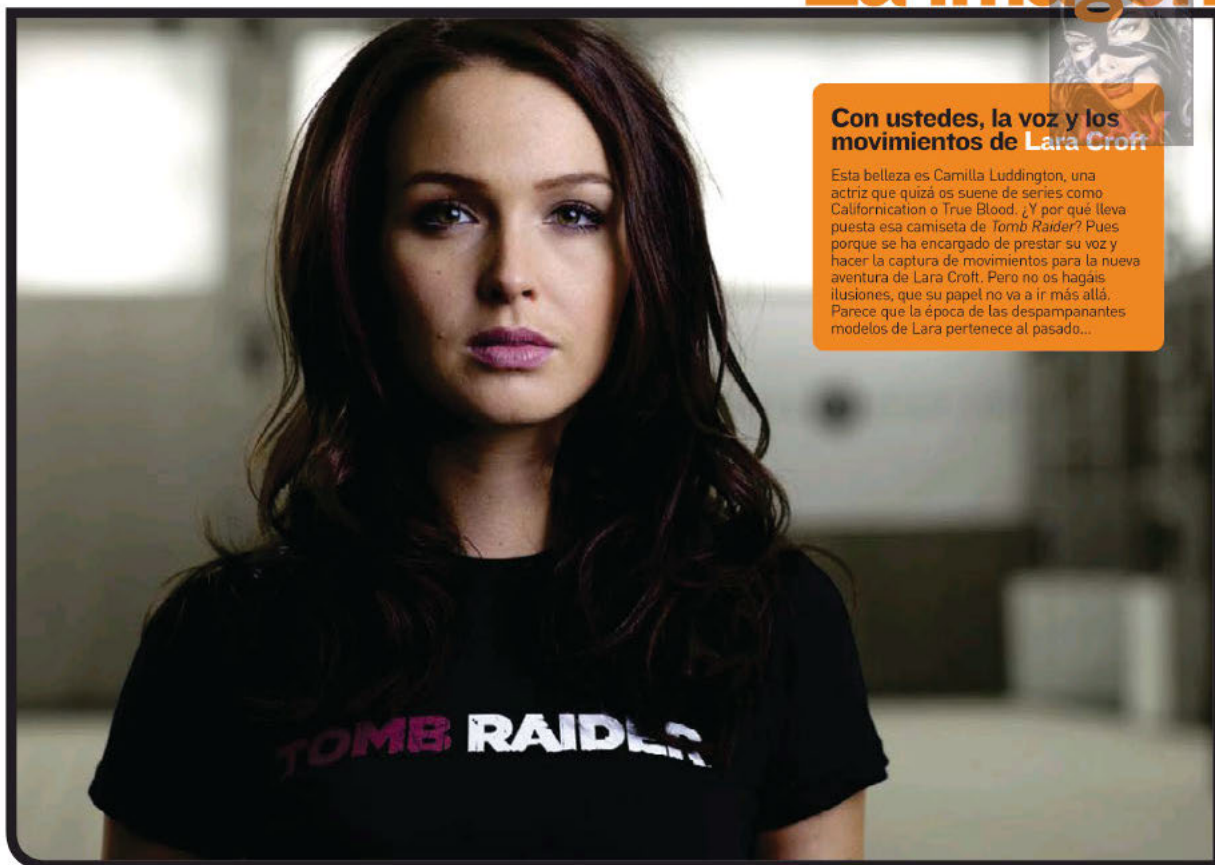 La imagen
Con ustedes, la voz y los
movimientos de Lara Croft
Esta belleza es Camilla Luddington, una
actriz que quizá os suene de series como
Californication o True Blood. ¿Y por qué lleva
puesta esa camiseta de Tomb Raider? Pues
porque se ha encargado de prestar su voz y
hacer la captura de movimientos para la nueva
aventura de Lara Croft. Pero no os hagáis
ilusiones, que su papel no va a ir más allá.
Parece que la época de las despampanantes
modelos de Lara pertenece al pasado...
TOMB RAIDER